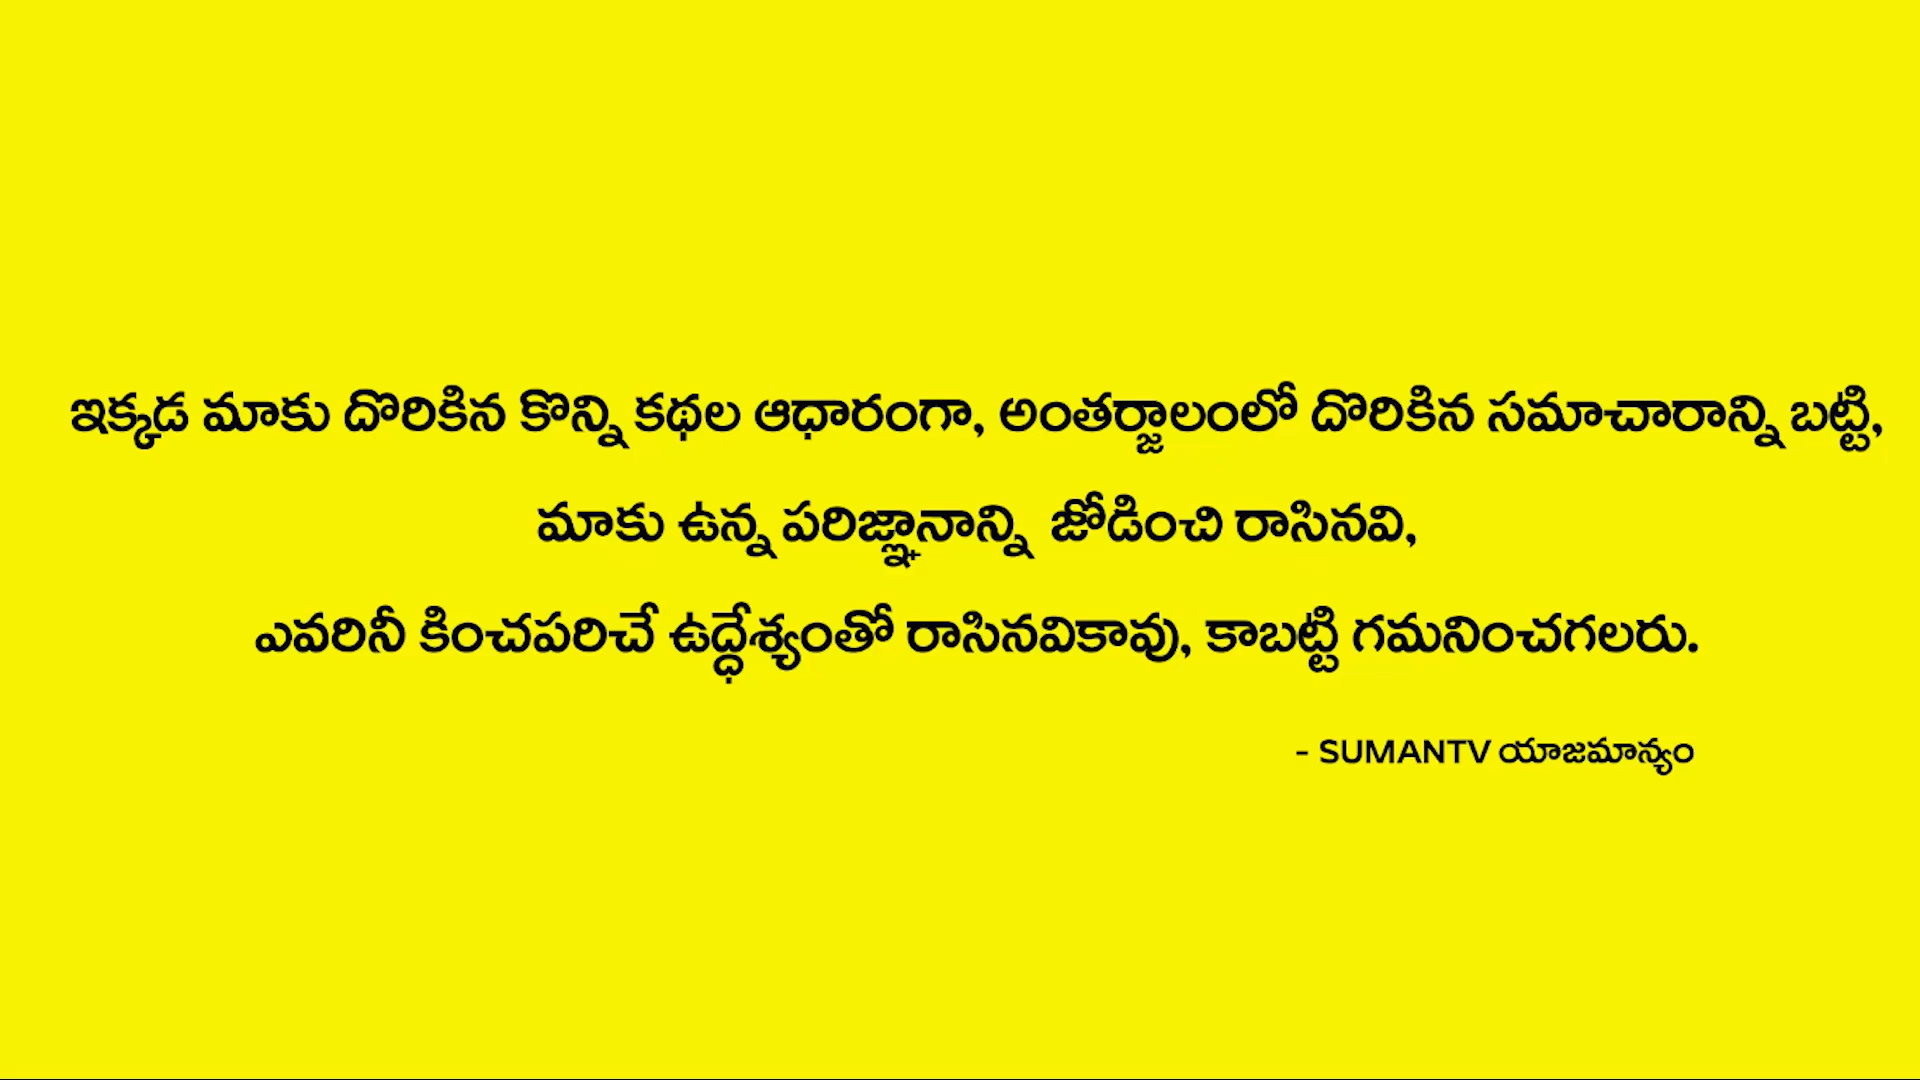 ఇక్కడ మాకు దొరికిన కొన్ని కథల ఆధారంగా, అంతర్జాలంలో దొరికిన సమాచారాన్ని బట్టి,
మాకు ఉన్న పరిజ్ఞానాన్ని జోడించి రాసినవి,
ఎవరినీ కించపరిచే ఉద్ధేశ్యంతో రాసినవికావు, కాబట్టి గమనించగలరు.
- SUMANTV యాజమాన్యం